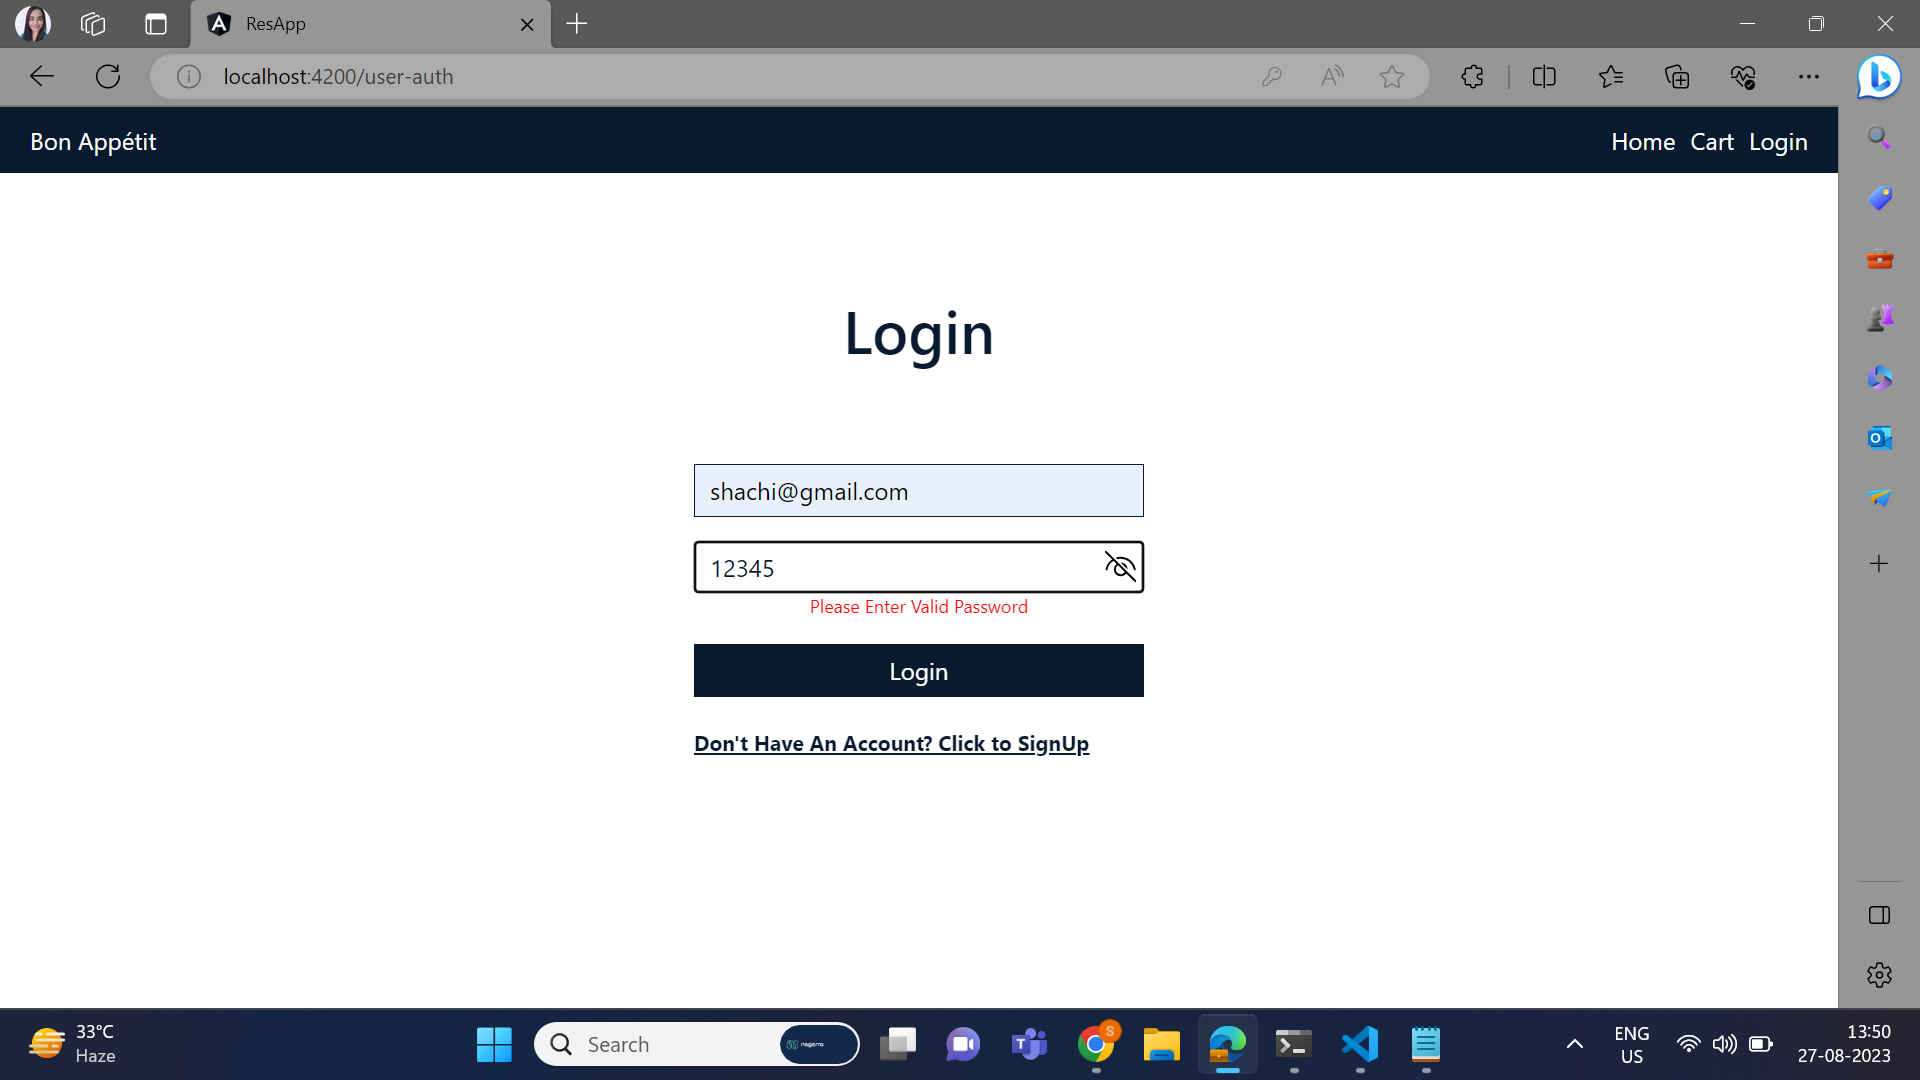 ResApp
localhost:4200/user-auth
Bon Appétit
Home Cart Login
Login
shachi@gmail.com
12345
Please Enter Valid Password
Login
Don't Have An Account? Click to SignUp
33°C
Haze
Search
nagarro
S
ENG
US
13:50
27-08-2023